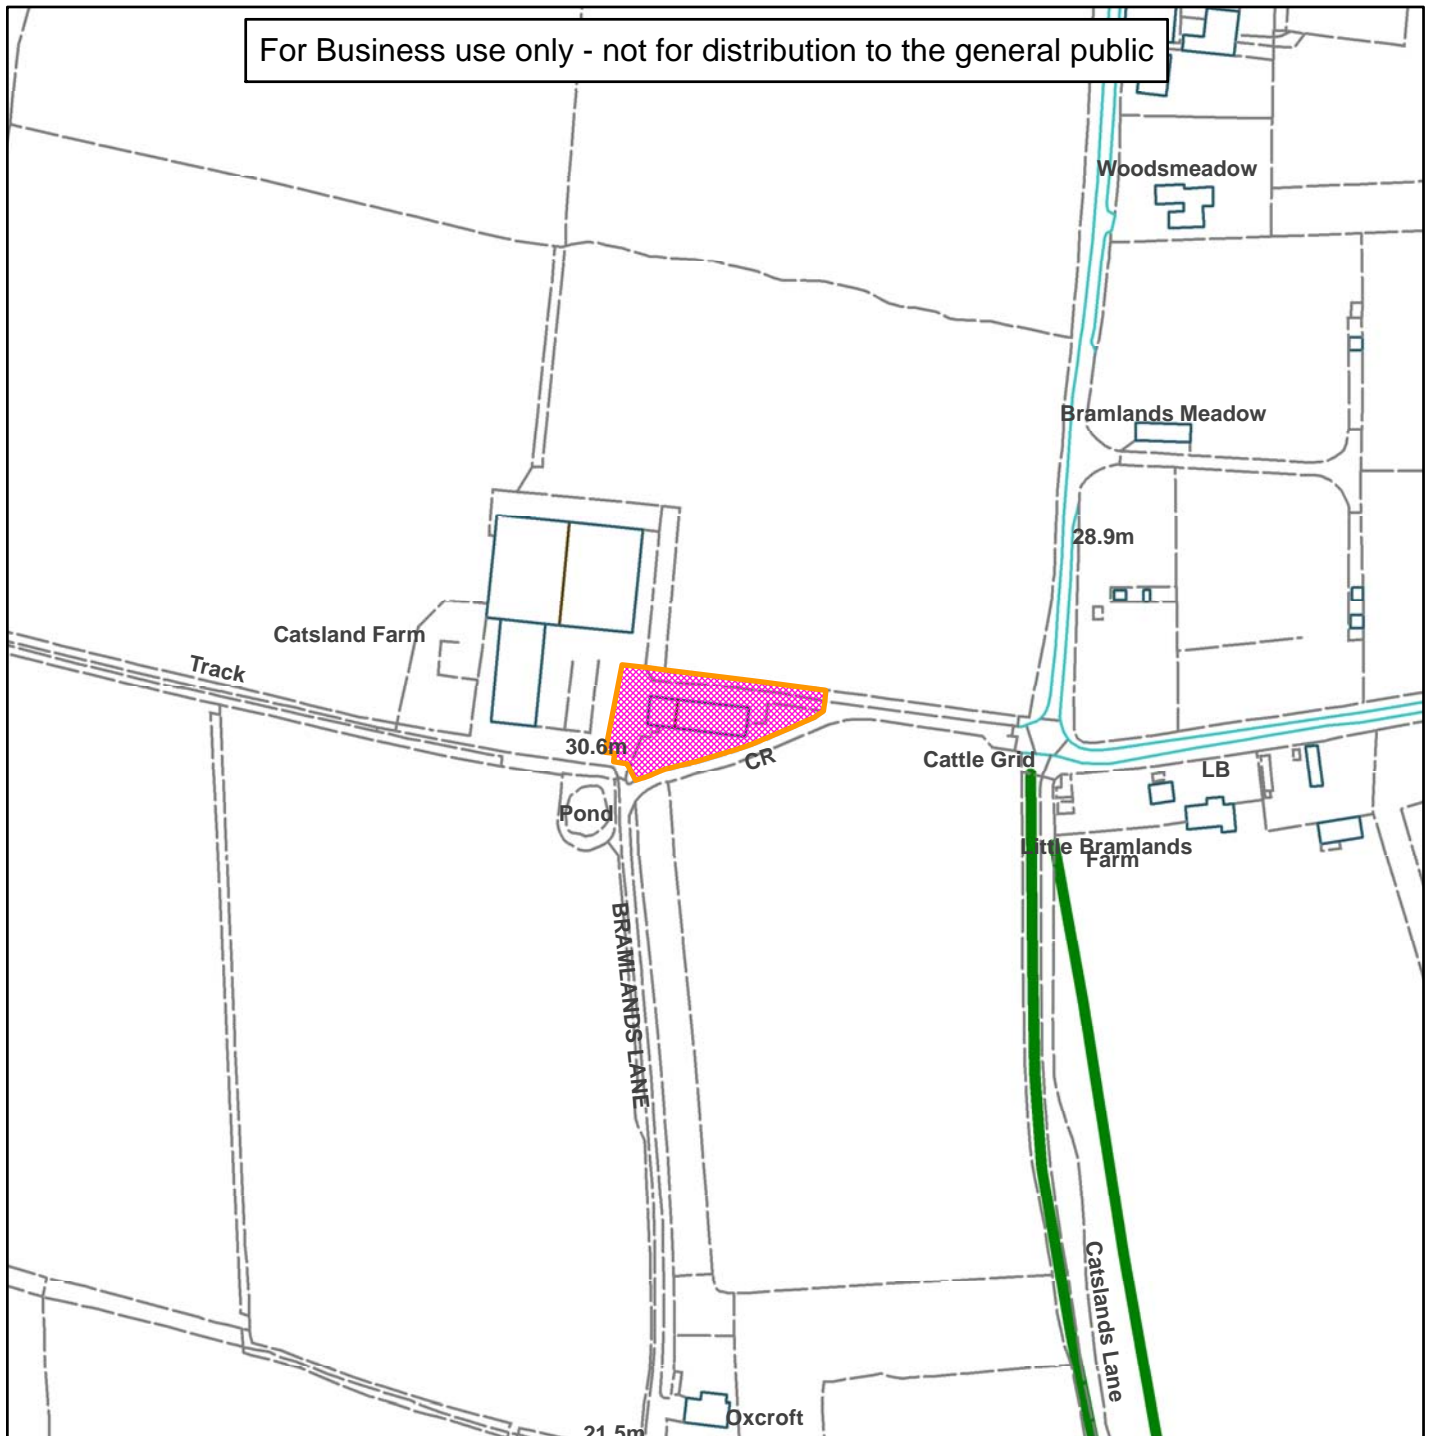 For Business use only - not for distribution to the general public
Woodsmeadow
Bramlands Meadow
28.9m
Catsland Farm
Track
30.6m
CR
Cattle Grid
LB
Pond
Little Bramlands
Farm
BRAMLANDS LANE
Catslands Lane
Oxcroft
21.5m